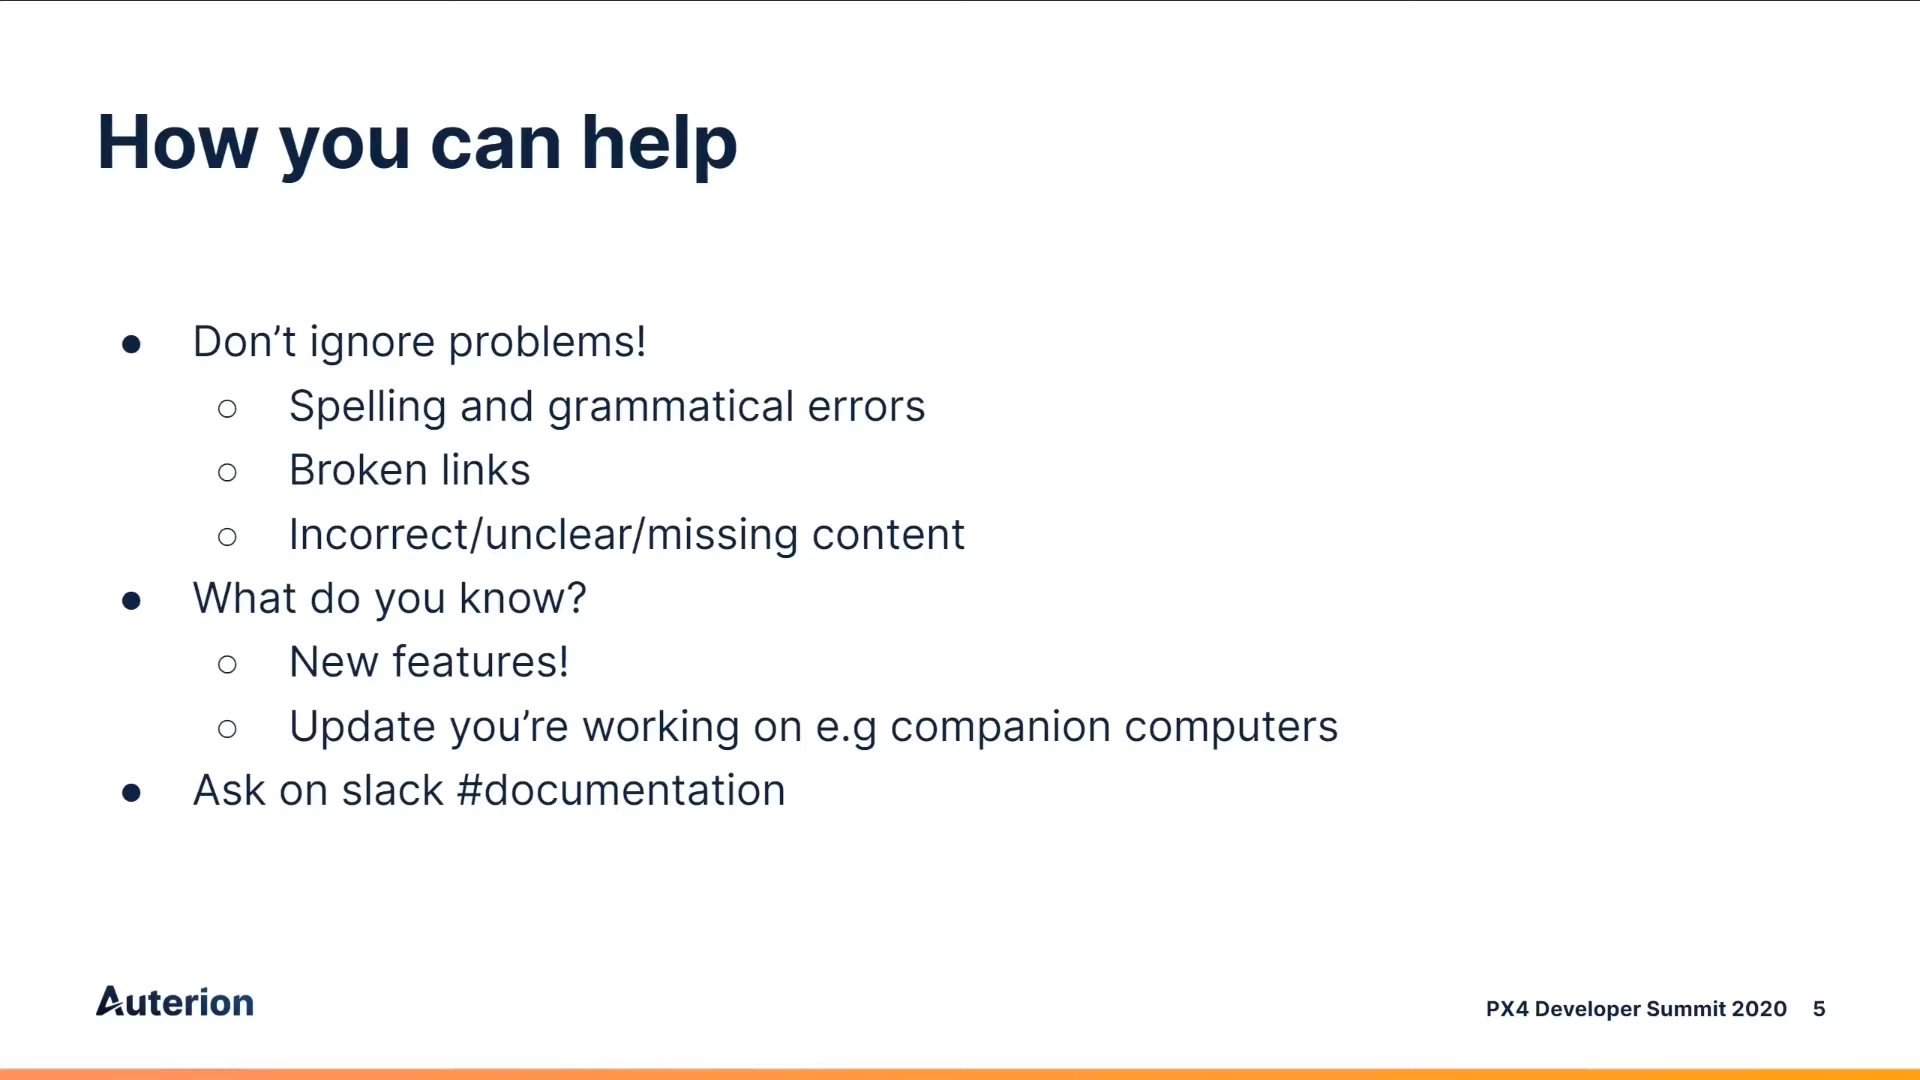 How you can help
● Don’t ignore problems!
○ Spelling and grammatical errors
○ Broken links
○ Incorrect/unclear/missing content
● What do you know?
○ New features!
○ Update you’re working on e.g companion computers
● Ask on slack #documentation
Auterion
PX4 Developer Summit 2020 5